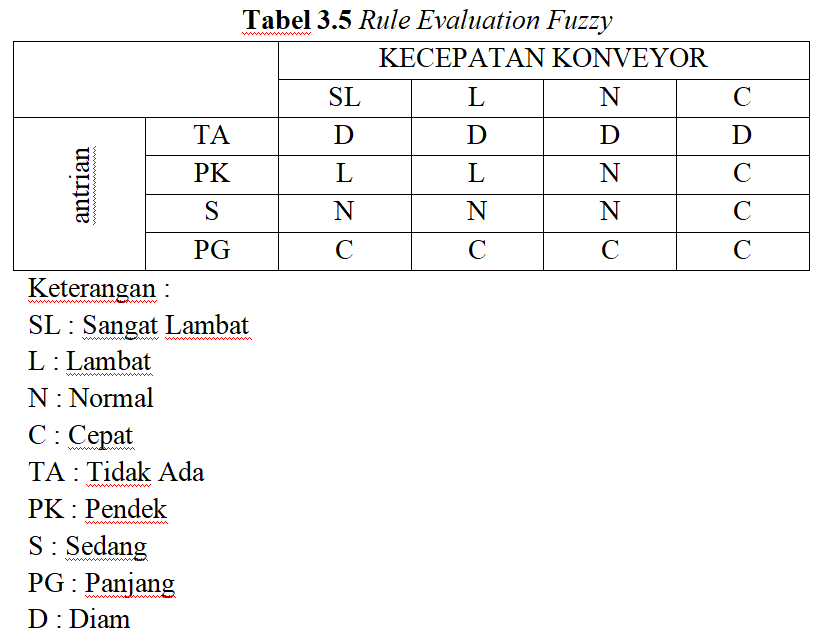 Tabel 3.5 Rule Evaluation Fuzzy
KECEPATAN KONVEYOR
SL L N C
antrian
TA D D D D
PK L L N C
S N N N C
PG C C C C
Keterangan :
SL : Sangat Lambat
L : Lambat
N : Normal
C : Cepat
TA : Tidak Ada
PK : Pendek
S : Sedang
PG : Panjang
D : Diam